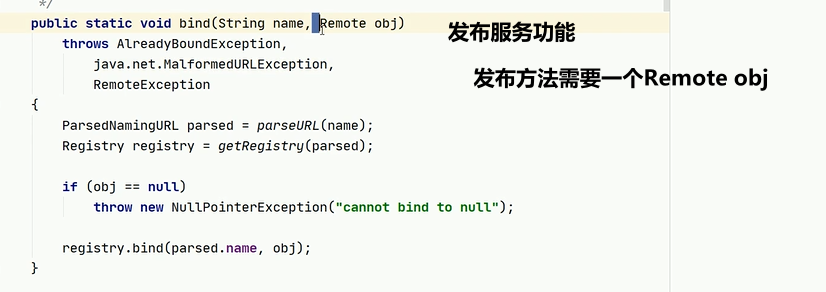 */
public static void bind(String name, Remote obj)
发布服务功能
throws AlreadyBoundException,
java.net.MalformedURLException,
发布方法需要一个Remote obj
RemoteException
{
ParsedNamingURL parsed = parseURL(name);
Registry registry = getRegistry(parsed);
if (obj == null)
throw new NullPointerException("cannot bind to null");
registry.bind(parsed.name, obj);
}